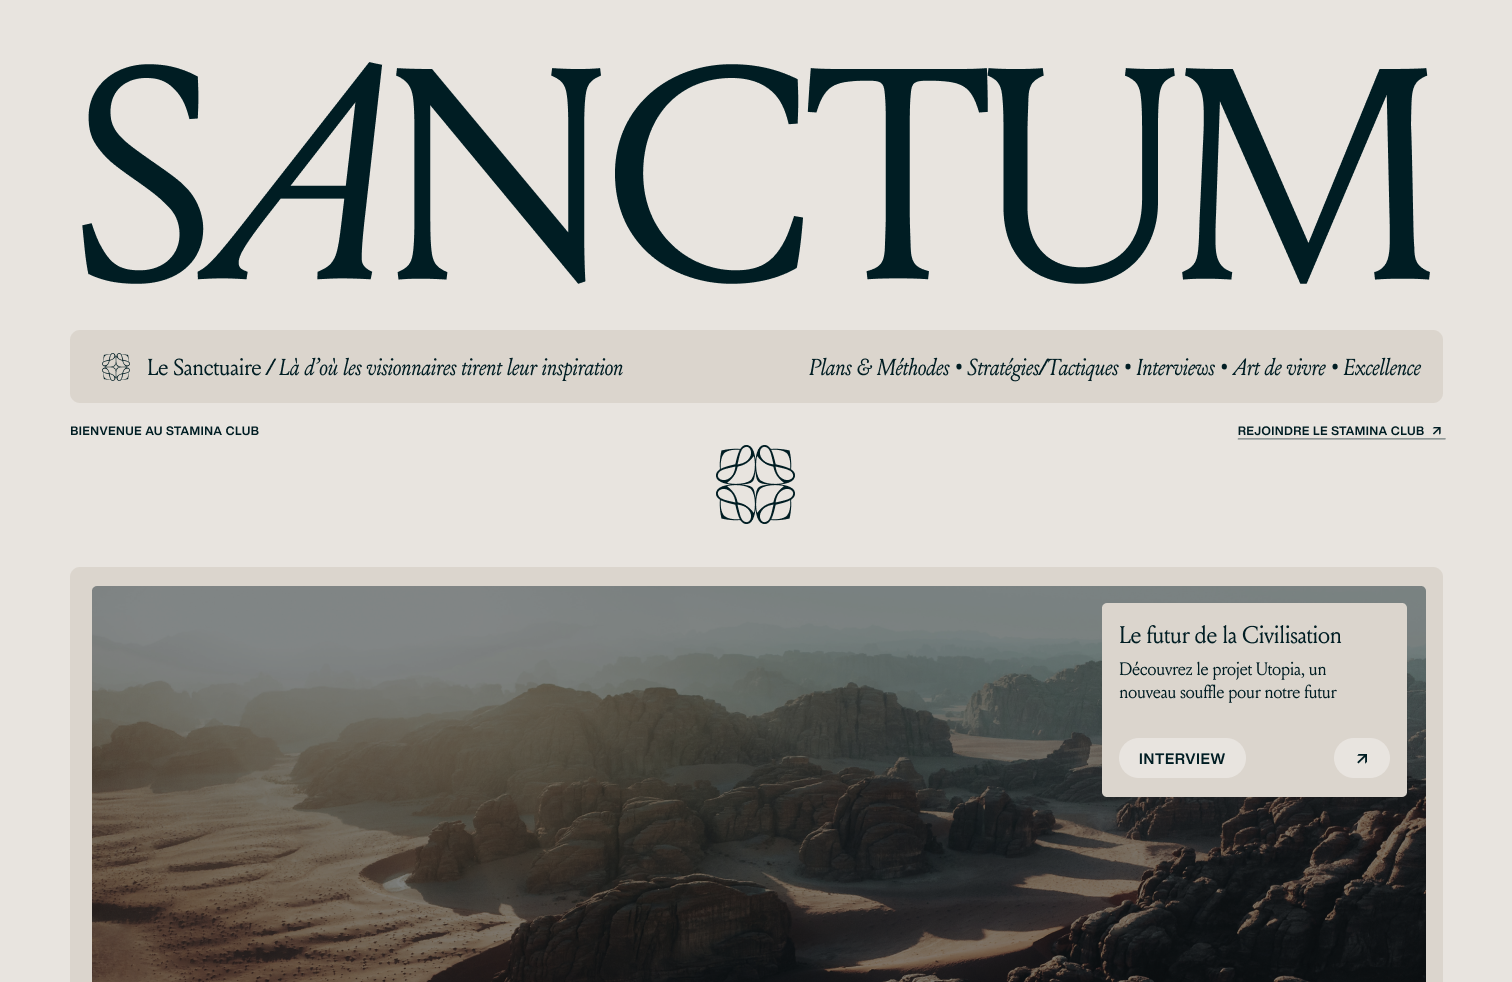 SANCTUM
Le Sanctuaire / Là d’où les visionnaires tirent leur inspiration
Plans & Méthodes • Stratégies/Tactiques • Interviews • Art de vivre • Excellence
BIENVENUE AU STAMINA CLUB
REJOINDRE LE STAMINA CLUB
Le futur de la Civilisation
Découvrez le projet Utopia, un
nouveau souffle pour notre futur
INTERVIEW